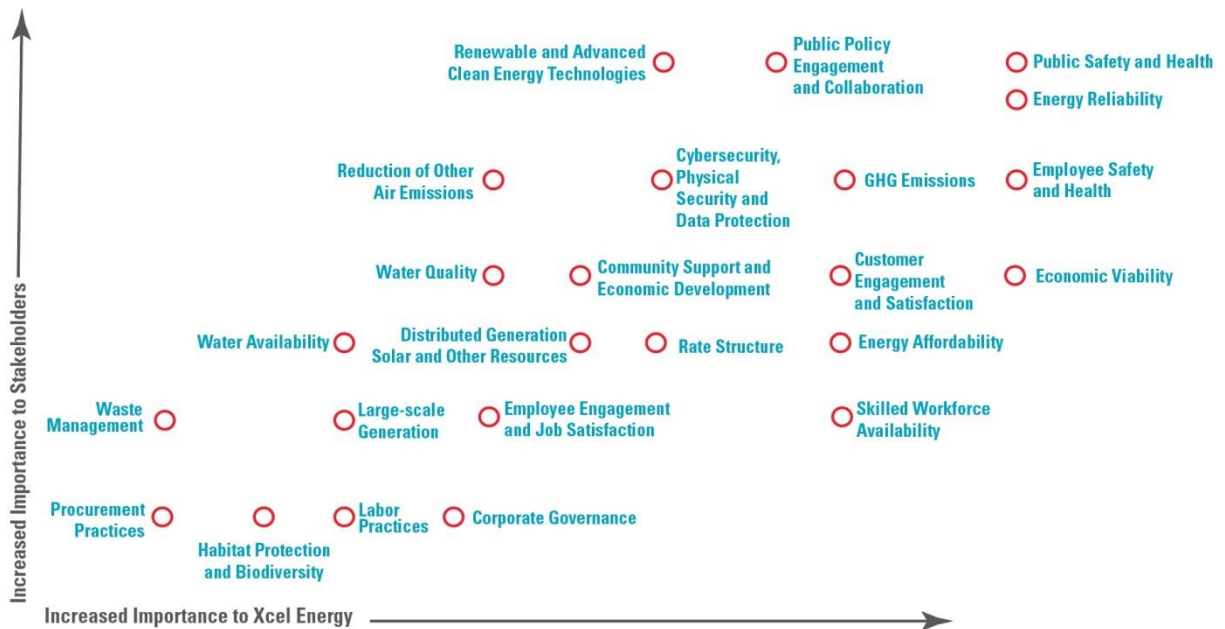 Increased Importance to Stakeholders
Renewable and Advanced
Clean Energy Technologies
Public Policy
Engagement
and Collaboration
Public Safety and Health
Energy Reliability
Reduction of Other
Air Emissions
Cybersecurity,
Physical
Security and
Data Protection
GHG Emissions
Employee Safety
and Health
Water Quality
Community Support and
Economic Development
Customer
Engagement
and Satisfaction
Economic Viability
Water Availability
Distributed Generation
Solar and Other Resources
Rate Structure
Energy Affordability
Waste
Management
Large-scale
Generation
Employee Engagement
and Job Satisfaction
Skilled Workforce
Availability
Procurement
Practices
Habitat Protection
and Biodiversity
Labor
Practices
Corporate Governance
Increased Importance to Xcel Energy